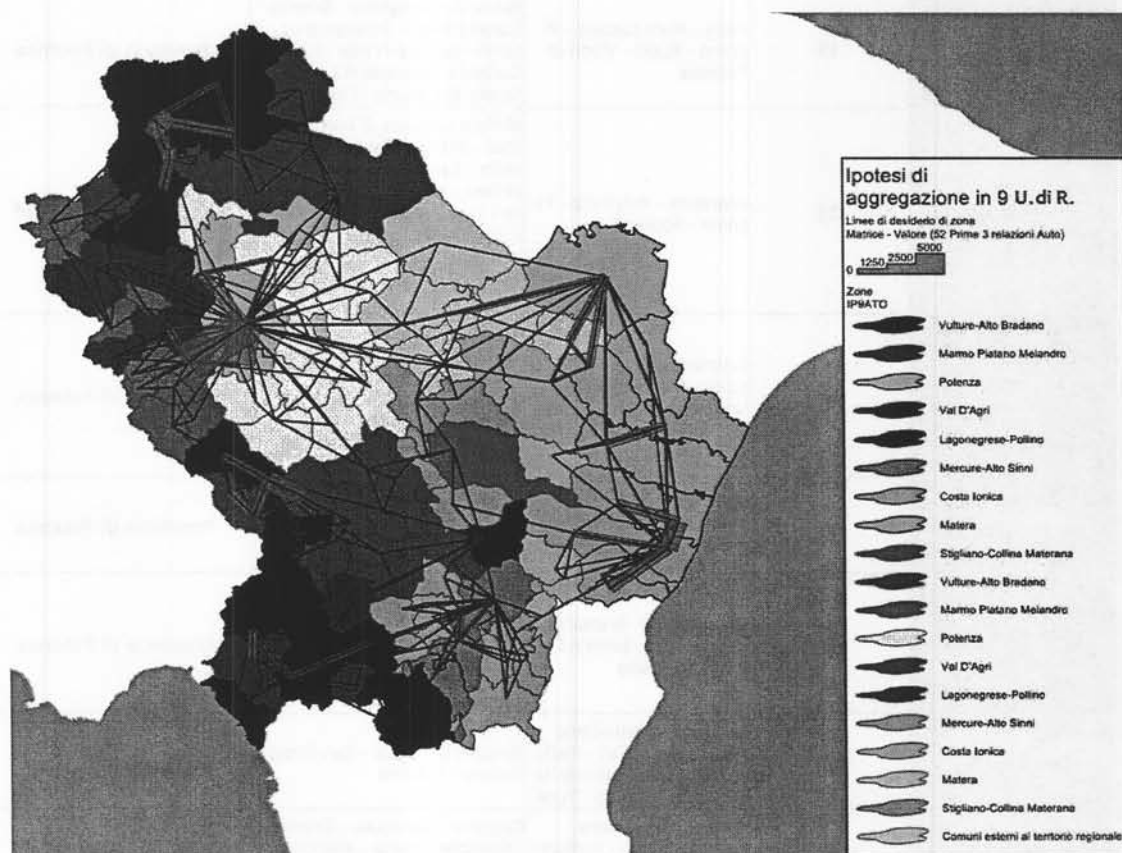 Ipotesi di
aggregazione in 9 U. di R.
Linee di desiderio di zona
Matrice - Valore (52 Prime 3 relazioni Auto)
0 1250 2500 5000
Zone
IP9ATO
Vulture-Alto Bradano
Marmo Platano Melandro
Potenza
Val D'Agri
Lagonegrese-Pollino
Mercure-Alto Sinni
Costa Ionica
Matera
Stigliano-Collina Materana
Vulture-Alto Bradano
Marmo Platano Melandro
Potenza
Val D'Agri
Lagonegrese-Pollino
Mercure-Alto Sinni
Costa Ionica
Matera
Stigliano-Collina Materana
Comuni esterni al territorio regionale